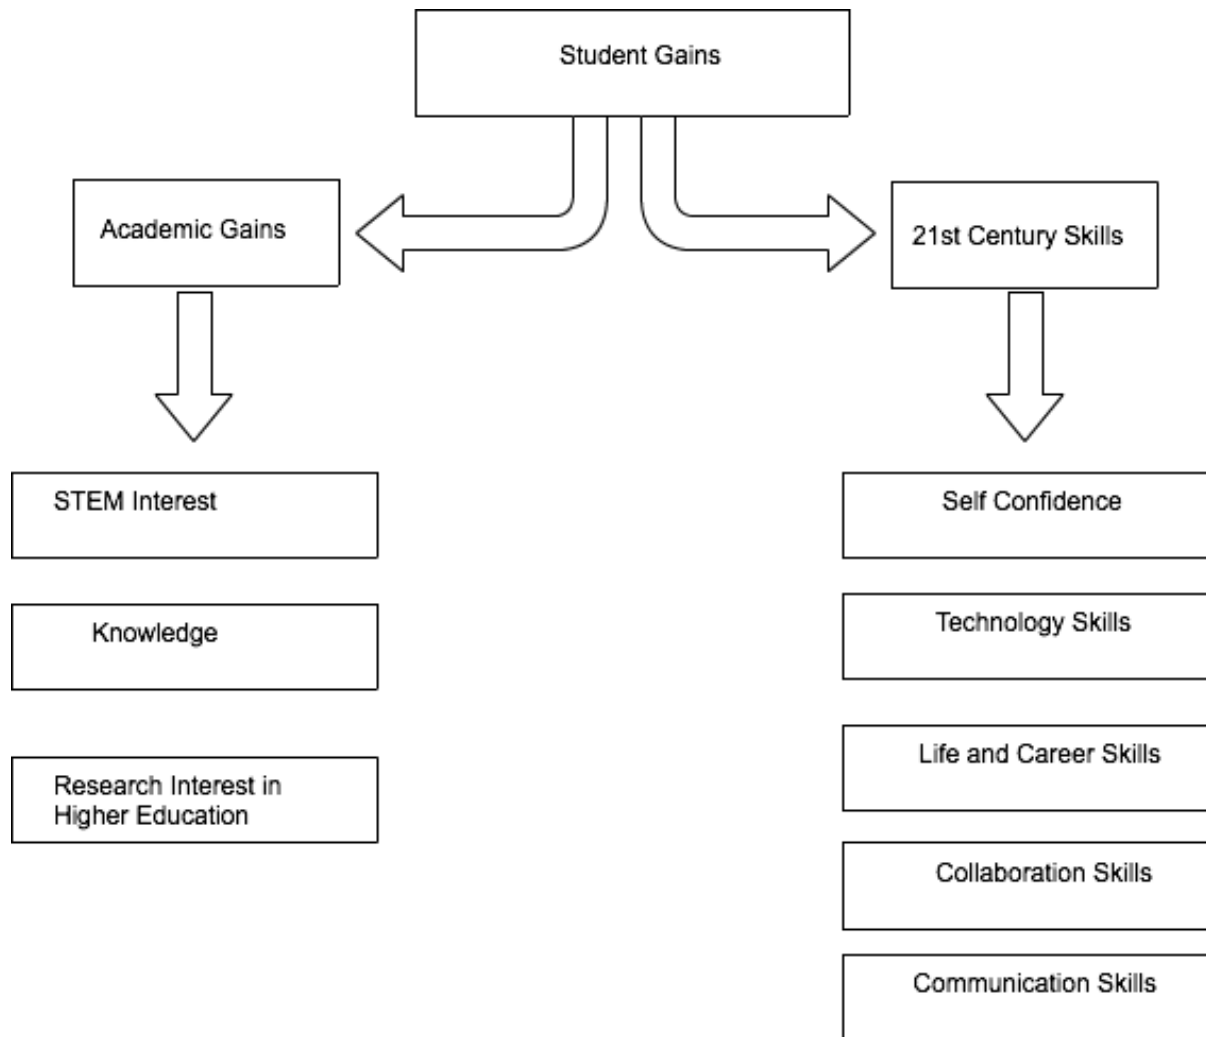 Student Gains
Academic Gains
21st Century Skills
STEM Interest
Knowledge
Research Interest in
Higher Education
Self Confidence
Technology Skills
Life and Career Skills
Collaboration Skills
Communication Skills